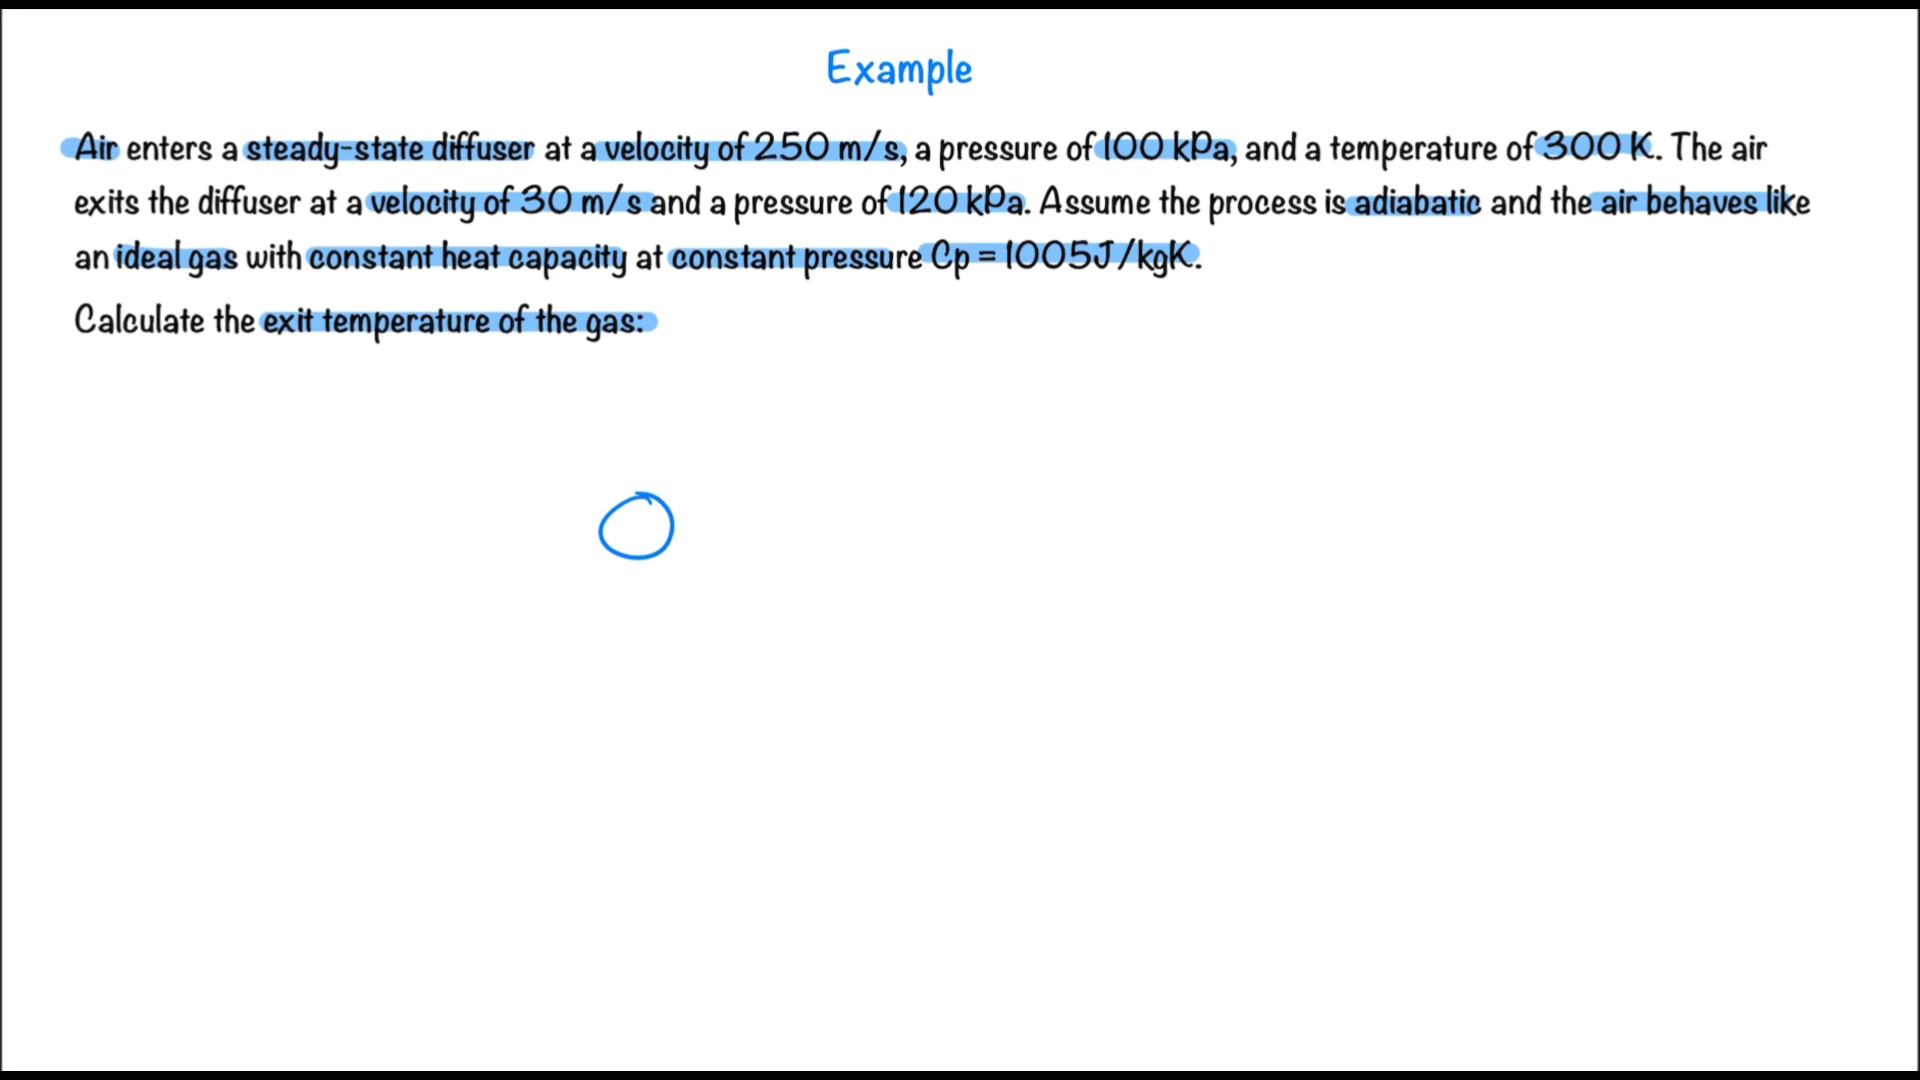 Example
Air enters a steady-state diffuser at a velocity of 250 m/s, a pressure of 100 kPa, and a temperature of 300 K. The air
exits the diffuser at a velocity of 30 m/s and a pressure of 120 kPa. Assume the process is adiabatic and the air behaves like
an ideal gas with constant heat capacity at constant pressure Cp = 1005J/kgK.
Calculate the exit temperature of the gas: